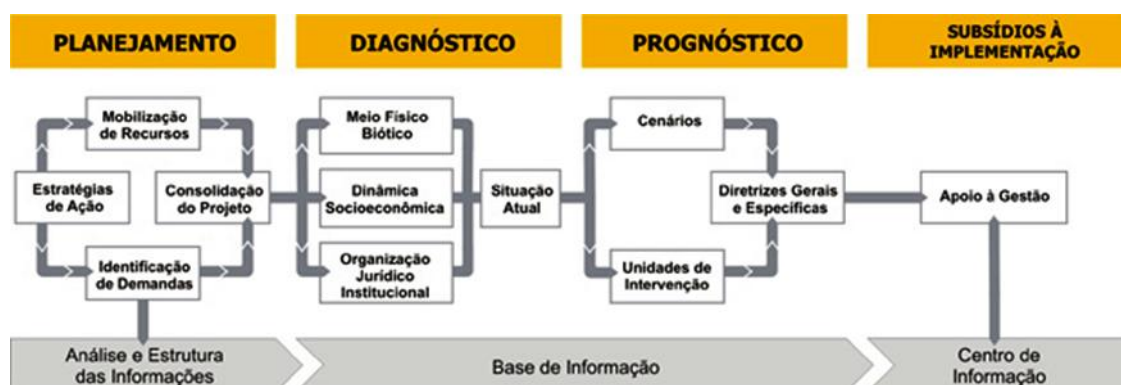 PLANEJAMENTO
DIAGNÓSTICO
PROGNÓSTICO
SUBSÍDIOS À
IMPLEMENTAÇÃO
Mobilização
de Recursos
Estratégias
de Ação
Consolidação
do Projeto
Identificação
de Demandas
Meio Físico
Biótico
Dinâmica
Socioeconômica
Organização
Jurídico
Institucional
Situação
Atual
Cenários
Unidades de
Intervenção
Diretrizes Gerais
e Específicas
Apoio à Gestão
Análise e Estrutura
das Informações
Base de Informação
Centro de
Informação